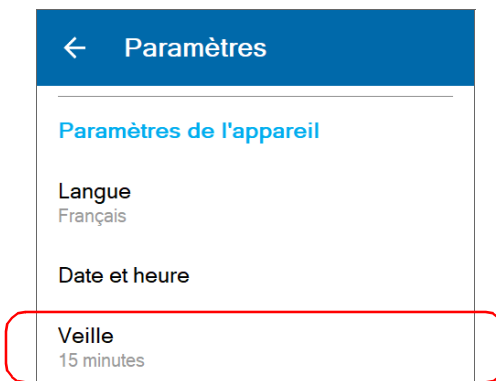 Paramètres
Paramètres de l'appareil
Langue
Français
Date et heure
Veille
15 minutes